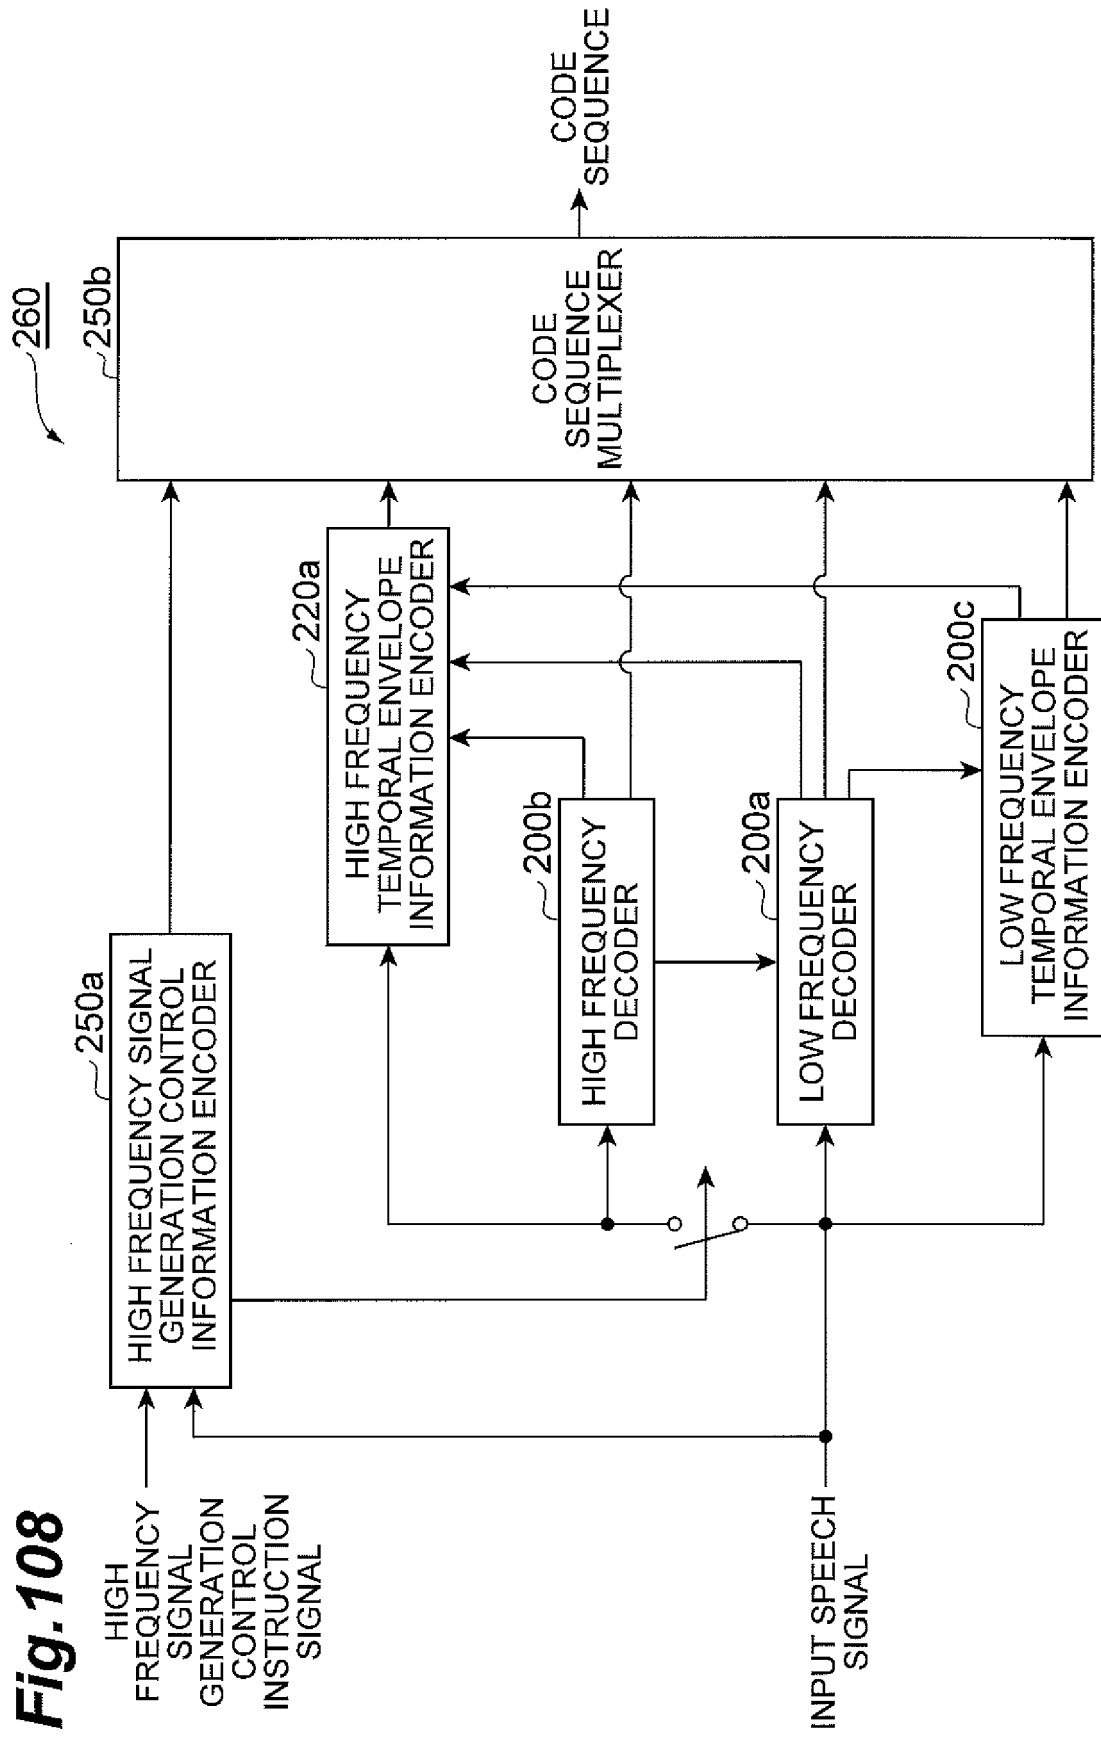 Fig.108
HIGH
FREQUENCY
SIGNAL
GENERATION
CONTROL
INSTRUCTION
SIGNAL
INPUT SPEECH
SIGNAL
250a
HIGH FREQUENCY SIGNAL
GENERATION CONTROL
INFORMATION ENCODER
220a
HIGH FREQUENCY
TEMPORAL ENVELOPE
INFORMATION ENCODER
200b
HIGH FREQUENCY
DECODER
200a
LOW FREQUENCY
DECODER
200c
LOW FREQUENCY
TEMPORAL ENVELOPE
INFORMATION ENCODER
260
250b
CODE
SEQUENCE
MULTIPLEXER
CODE
SEQUENCE